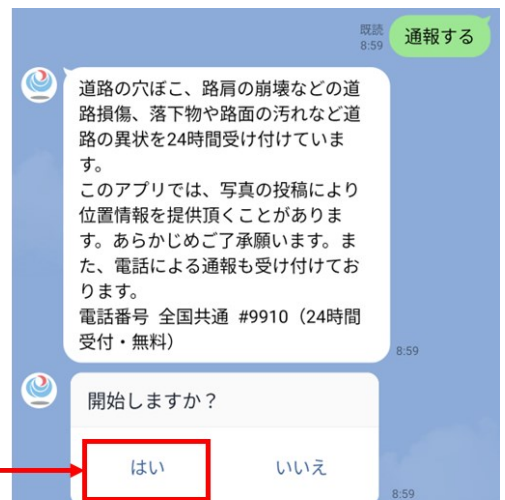 既読
8:59
通報する
道路の穴ぼこ、路肩の崩壊などの道
路損傷、落下物や路面の汚れなど道
路の異状を24時間受け付けていま
す。
このアプリでは、写真の投稿により
位置情報を提供頂くことがありま
す。あらかじめご了承願います。ま
た、電話による通報も受け付けてお
ります。
電話番号 全国共通 #9910（24時間
受付・無料）
8:59
開始しますか？
はい いいえ
8:59